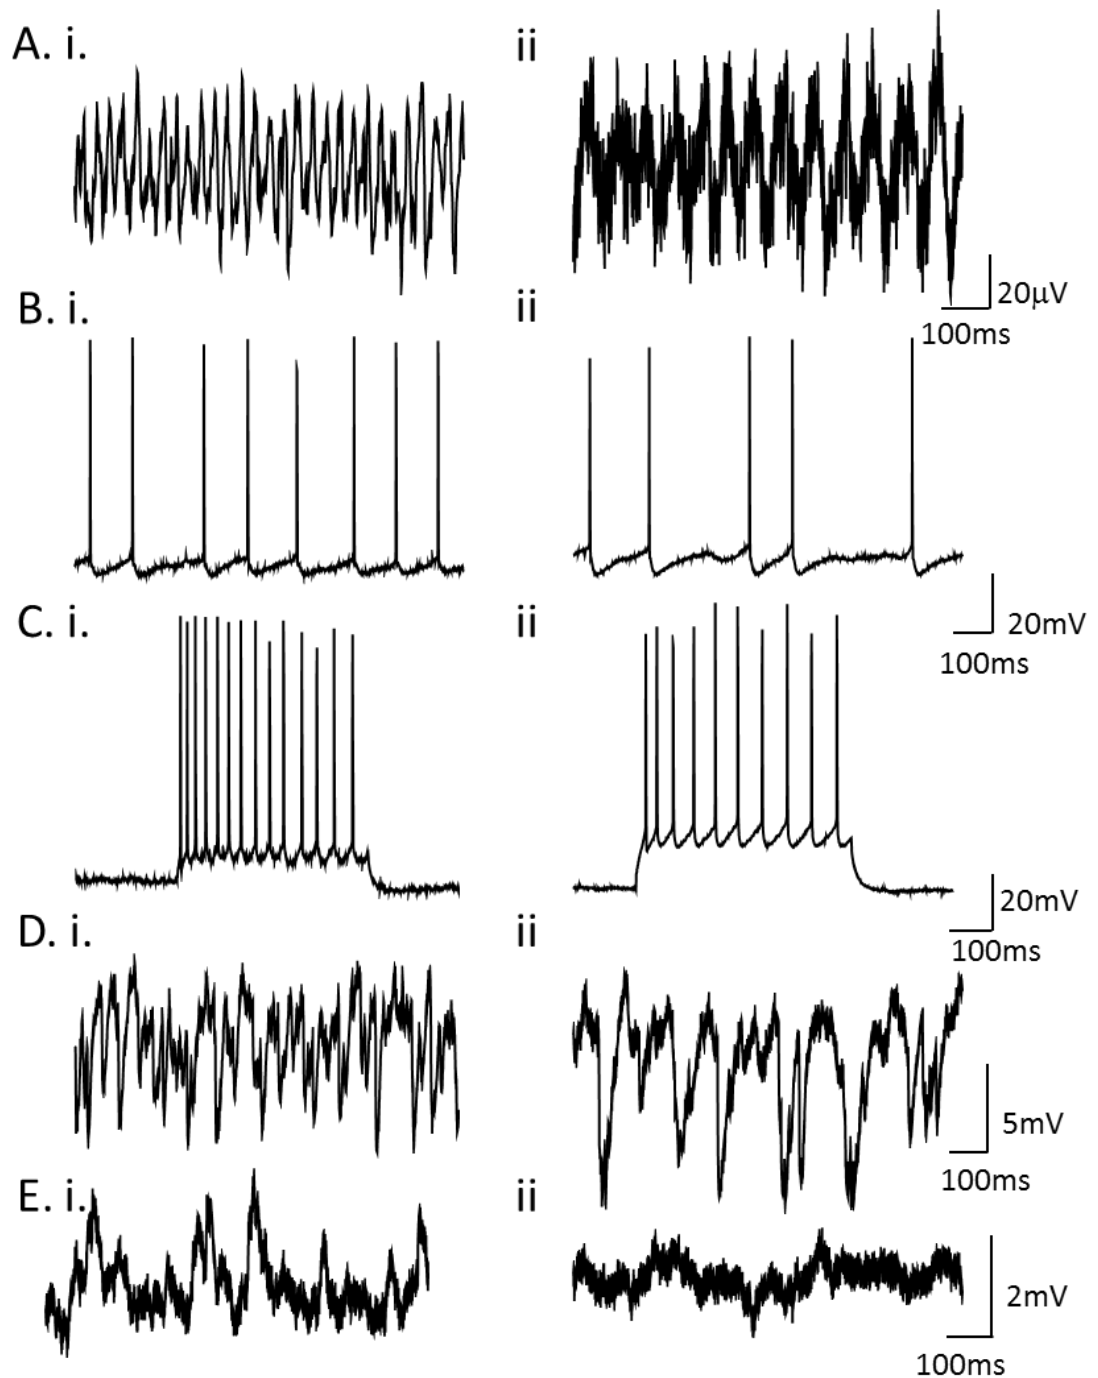 A. i.
ii
20μV
100ms
B. i.
ii
20mV
100ms
C. i.
ii
20mV
100ms
D. i.
ii
5mV
100ms
E. i.
ii
2mV
100ms